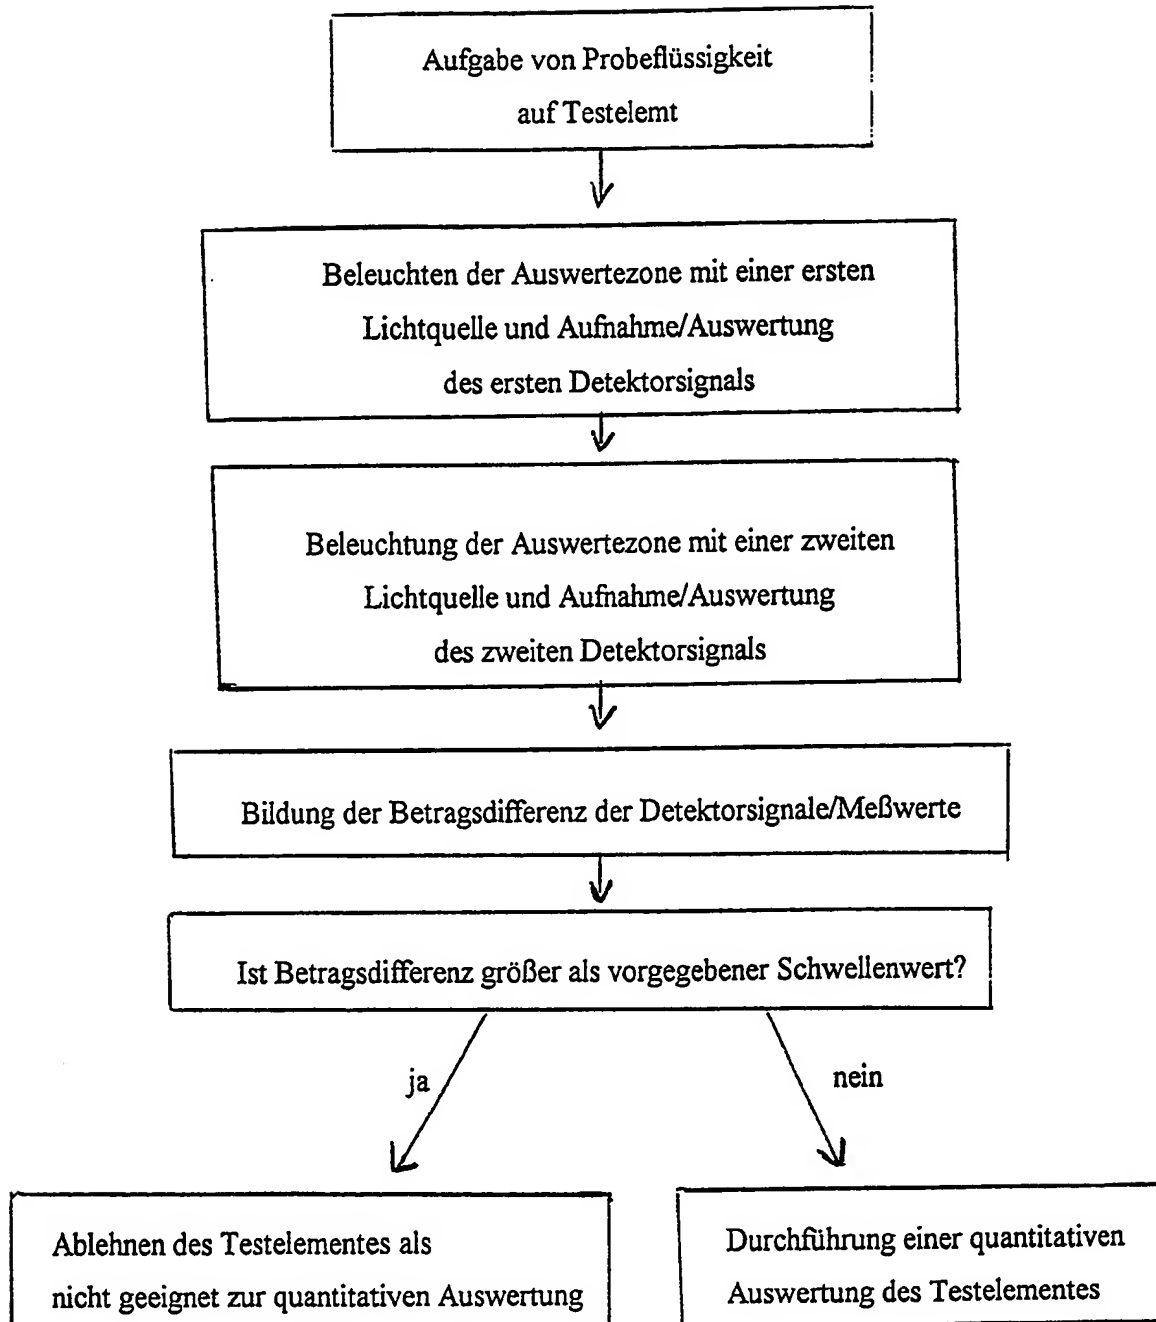 Aufgabe von Probeflüssigkeit
auf Testelemt
Beleuchten der Auswertezone mit einer ersten
Lichtquelle und Aufnahme/Auswertung
des ersten Detektorsignals
Beleuchtung der Auswertezone mit einer zweiten
Lichtquelle und Aufnahme/Auswertung
des zweiten Detektorsignals
Bildung der Betragsdifferenz der Detektorsignale/Meßwerte
Ist Betragsdifferenz größer als vorgegebener Schwellenwert?
ja
nein
Ablehnen des Testelementes als
nicht geeignet zur quantitativen Auswertung
Durchführung einer quantitativen
Auswertung des Testelementes